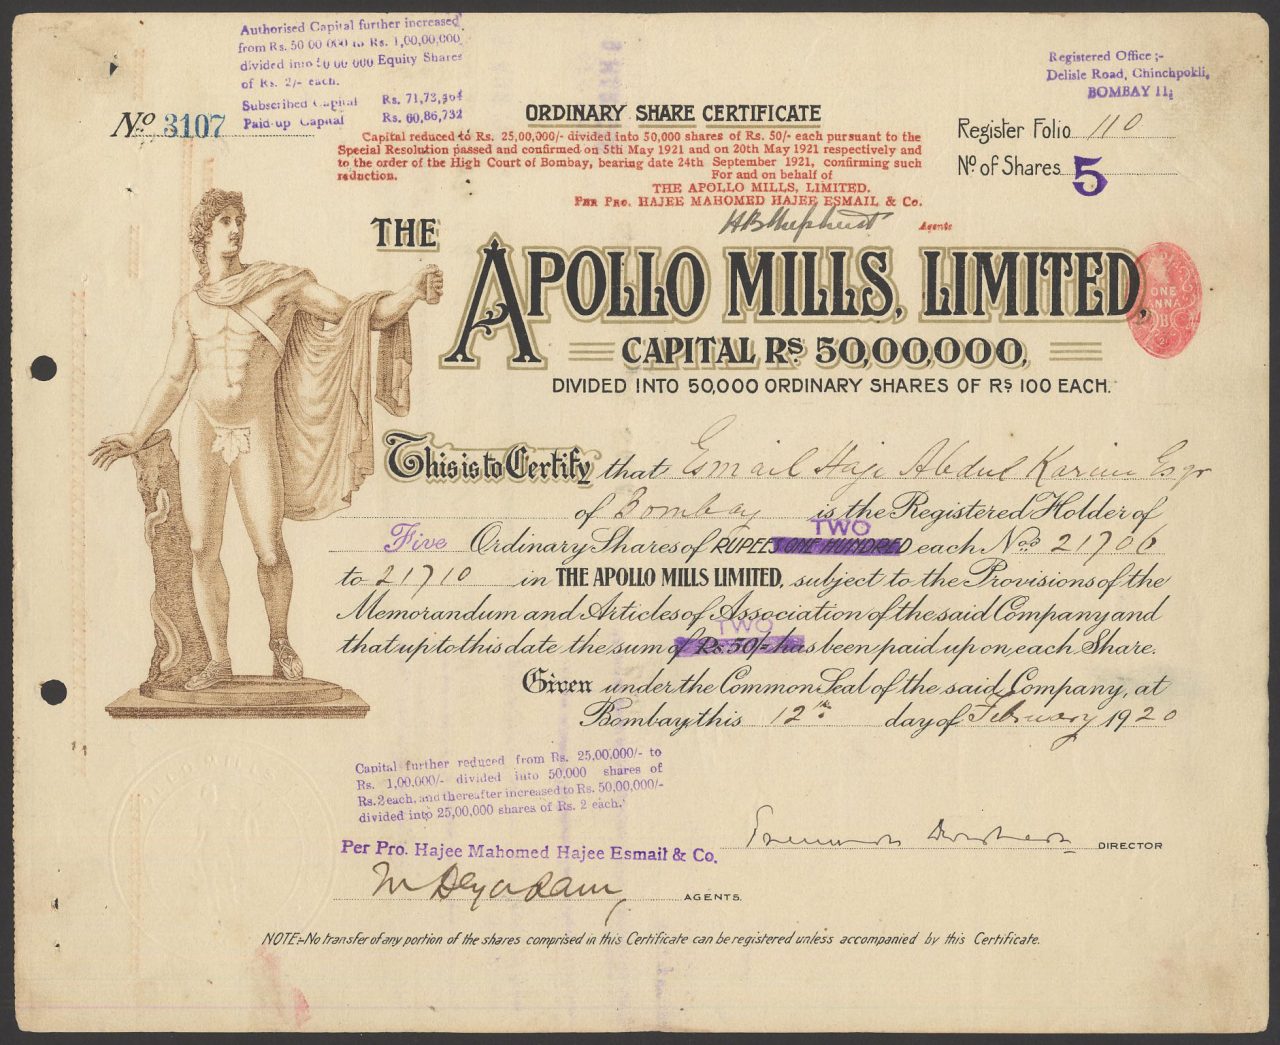 Authorised Capital further increased
from Rs. 50 00 000 to Rs. 1,00,00,000
divided into 50 00 000 Equity Shares
of Rs. 2/- each.
Subscribed Capital Rs. 71,73,364
Paid-up Capital Rs. 60,86,732
Registered Office ;-
Delisle Road, Chinchpokli,
BOMBAY 11,
No 3107
ORDINARY SHARE CERTIFICATE
Capital reduced to Rs. 25,00,000/- divided into 50,000 shares of Rs. 50/- each pursuant to the
Special Resolution passed and confirmed on 5th May 1921 and on 20th May 1921 respectively and
to the order of the High Court of Bombay, bearing date 24th September 1921, confirming such
reduction. For and on behalf of
THE APOLLO MILLS, LIMITED.
PER PRO. HAJEE MAHOMED HAJEE ESMAIL & Co.
Agents
Register Folio 110
No. of Shares 5
THE
APOLLO MILLS, LIMITED,
ONE
ANNA
CAPITAL Rs 50,00,000,
DIVIDED INTO 50,000 ORDINARY SHARES OF Rs 100 EACH.
This is to Certify that Esmail Haji Abdul Karim Esqr
of Bombay is the Registered Holder of
TWO
Five Ordinary Shares of RUPEES ONE HUNDRED each Nos 21706
to 21710 in THE APOLLO MILLS LIMITED, subject to the Provisions of the
Memorandum and Articles of Association of the said Company and
TWO
that up to this date the sum of Rs. 50/- has been paid up on each Share.
Given under the Common Seal of the said Company, at
Bombay this 12th day of February 1920
Capital further reduced from Rs. 25,00,000/- to
Rs. 1,00,000/- divided into 50,000 shares of
Rs. 2 each, and thereafter increased to Rs. 50,00,000/-
divided into 25,00,000 shares of Rs. 2 each.
Per Pro. Hajee Mahomed Hajee Esmail & Co.
DIRECTOR
AGENTS.
NOTE:-No transfer of any portion of the shares comprised in this Certificate can be registered unless accompanied by this Certificate.